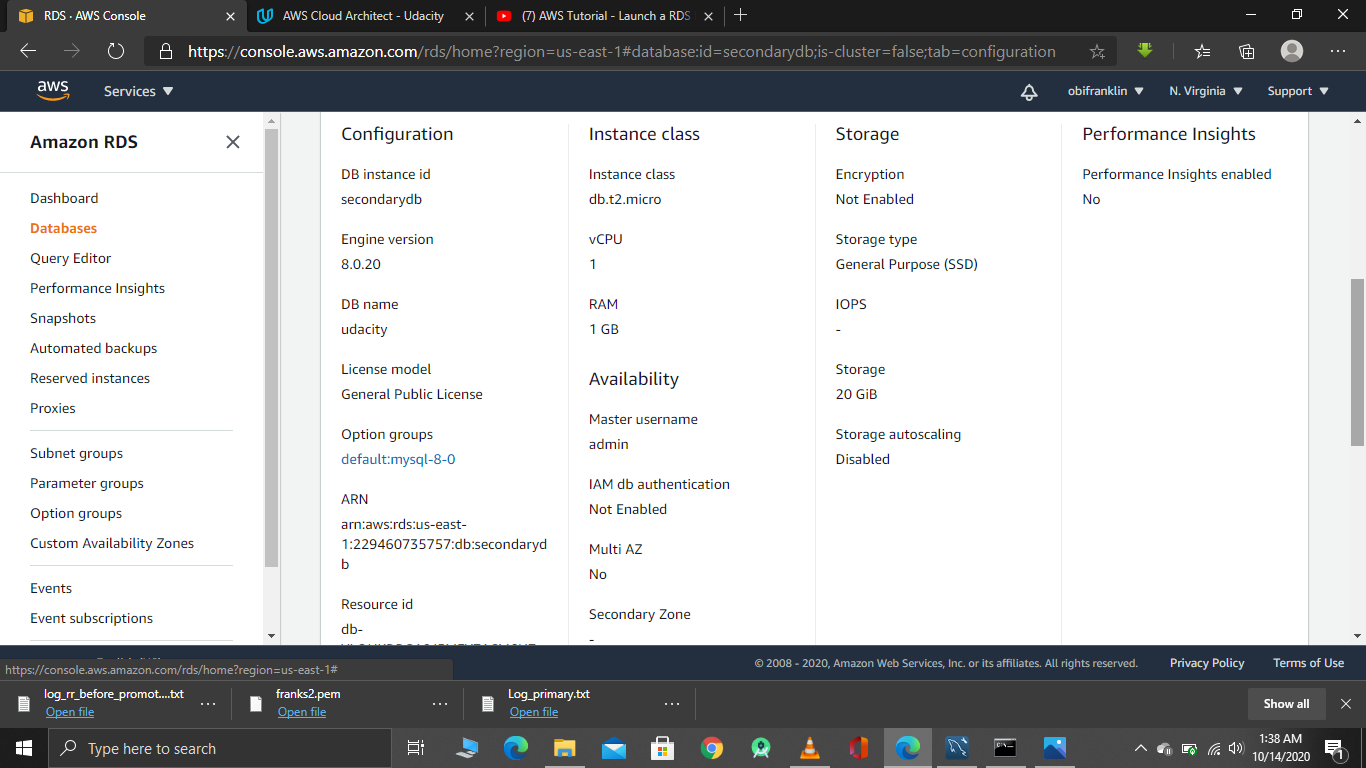 RDS · AWS Console
AWS Cloud Architect - Udacity
(7) AWS Tutorial - Launch a RDS
https://console.aws.amazon.com/rds/home?region=us-east-1#database:id=secondarydb;is-cluster=false;tab=configuration
aws
Services
obifranklin
N. Virginia
Support
Amazon RDS
Dashboard
Databases
Query Editor
Performance Insights
Snapshots
Automated backups
Reserved instances
Proxies
Subnet groups
Parameter groups
Option groups
Custom Availability Zones
Events
Event subscriptions
Configuration
DB instance id
secondarydb
Engine version
8.0.20
DB name
udacity
License model
General Public License
Option groups
default:mysql-8-0
ARN
arn:aws:rds:us-east-
1:229460735757:db:secondaryd
b
Resource id
db-
Instance class
Instance class
db.t2.micro
vCPU
1
RAM
1 GB
Availability
Master username
admin
IAM db authentication
Not Enabled
Multi AZ
No
Secondary Zone
-
Storage
Encryption
Not Enabled
Storage type
General Purpose (SSD)
IOPS
-
Storage
20 GiB
Storage autoscaling
Disabled
Performance Insights
Performance Insights enabled
No
https://console.aws.amazon.com/rds/home?region=us-east-1#
© 2008 - 2020, Amazon Web Services, Inc. or its affiliates. All rights reserved.
Privacy Policy
Terms of Use
log_rr_before_promot....txt
Open file
franks2.pem
Open file
Log_primary.txt
Open file
Show all
Type here to search
1:38 AM
10/14/2020
1